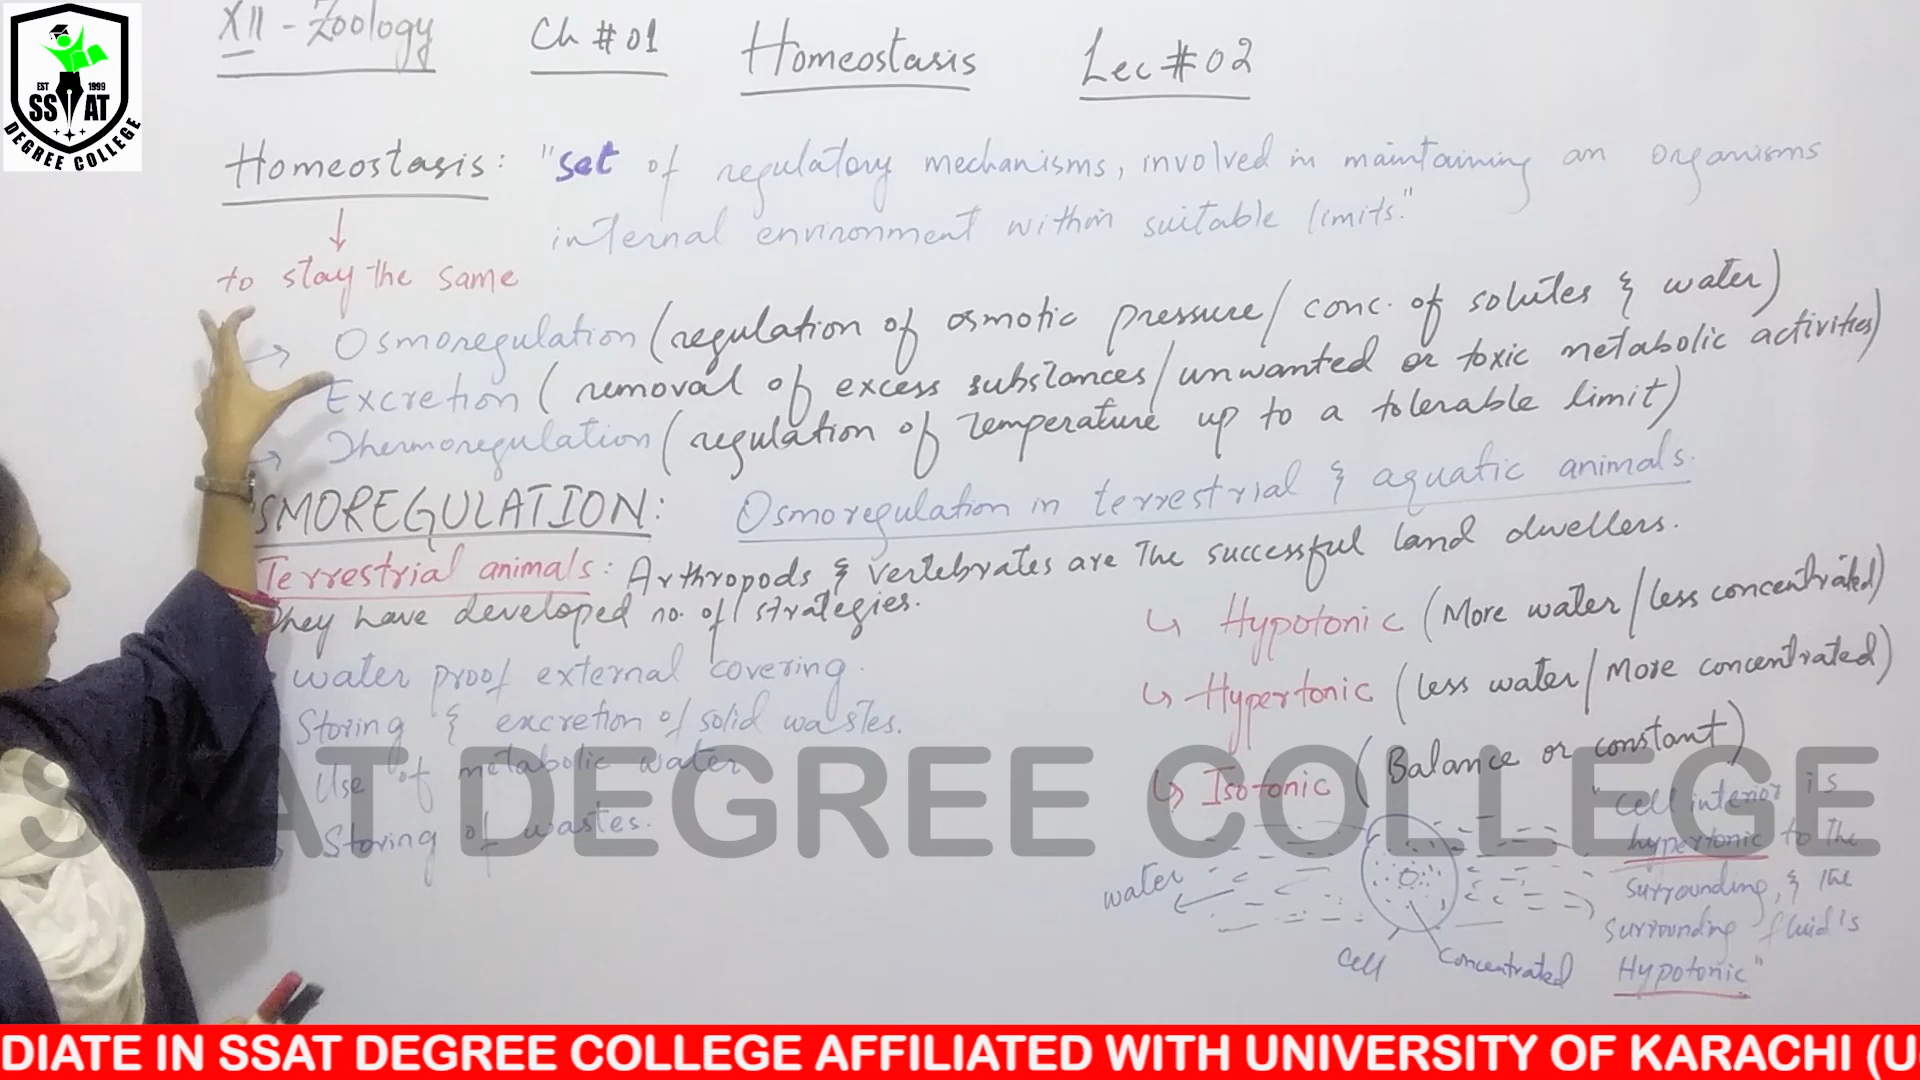 XII - Zoology Ch # 01 Homeostasis Lec # 02
EST 1999
SSAT
DEGREE COLLEGE
Homeostasis: "set of regulatory mechanisms, involved in maintaining an organisms
internal environment within suitable limits."
to stay the same
→ Osmoregulation (regulation of osmotic pressure/ conc. of solutes & water)
Excretion ( removal of excess substances/unwanted or toxic metabolic activities)
→ Thermoregulation (regulation of Temperature up to a tolerable limit)
SMOREGULATION: Osmoregulation in terrestrial & aquatic animals.
Terrestrial animals: Arthropods & vertebrates are The successful land dwellers.
They have developed no. of strategies.
water proof external covering.
Storing & excretion of solid wastes.
Use of metabolic water
Storing of wastes.
↳ Hypotonic (More water/less concentrated)
↳ Hypertonic (less water/More concentrated)
↳ Isotonic (Balance or constant)
water
cell
concentrated
"cell interior is
hypertonic to the
surrounding, & the
surrounding fluid is
Hypotonic"
SSAT DEGREE COLLEGE
DIATE IN SSAT DEGREE COLLEGE AFFILIATED WITH UNIVERSITY OF KARACHI (U